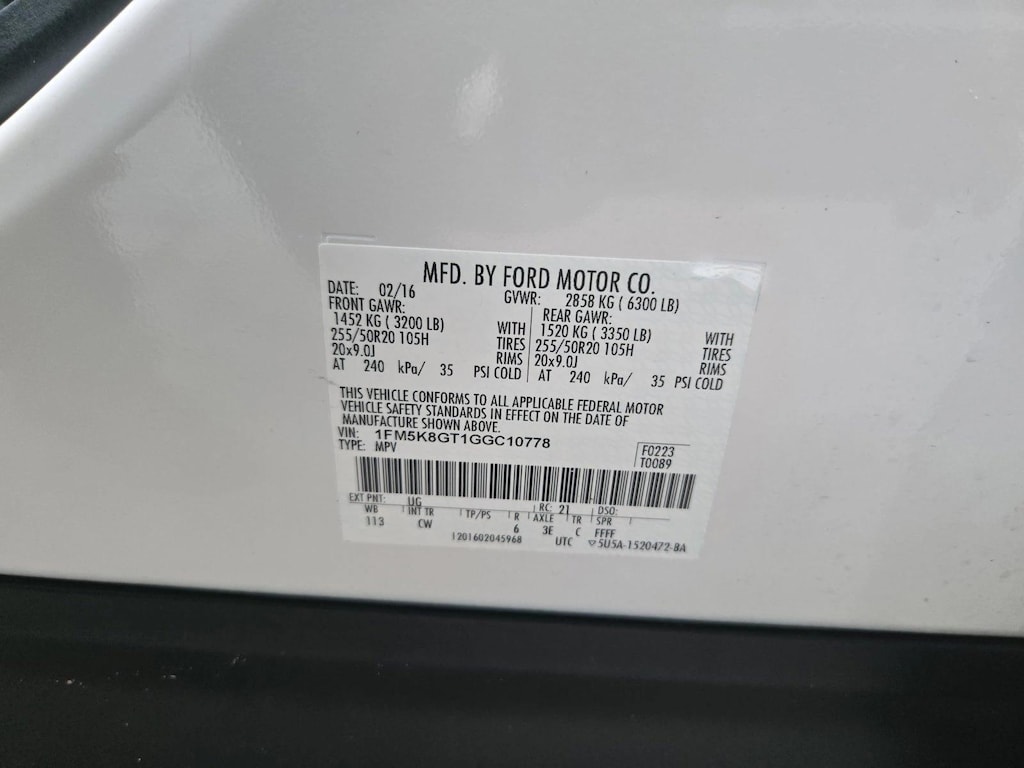 MFD. BY FORD MOTOR CO.
DATE: 02/16 GVWR: 2858 KG ( 6300 LB)
FRONT GAWR: REAR GAWR:
1452 KG ( 3200 LB) WITH 1520 KG ( 3350 LB) WITH
255/50R20 105H TIRES 255/50R20 105H TIRES
20x9.0J RIMS 20x9.0J RIMS
AT 240 kPa/ 35 PSI COLD AT 240 kPa/ 35 PSI COLD
THIS VEHICLE CONFORMS TO ALL APPLICABLE FEDERAL MOTOR
VEHICLE SAFETY STANDARDS IN EFFECT ON THE DATE OF
MANUFACTURE SHOWN ABOVE.
VIN: 1FM5K8GT1GGC10778 F0223
TYPE: MPV T0089
EXT PNT: UG RC: 21 DSO:
WB INT TR TP/PS R AXLE TR SPR
113 CW 6 3E C FFFF
1201602045968 UTC 5U5A-1520472-BA